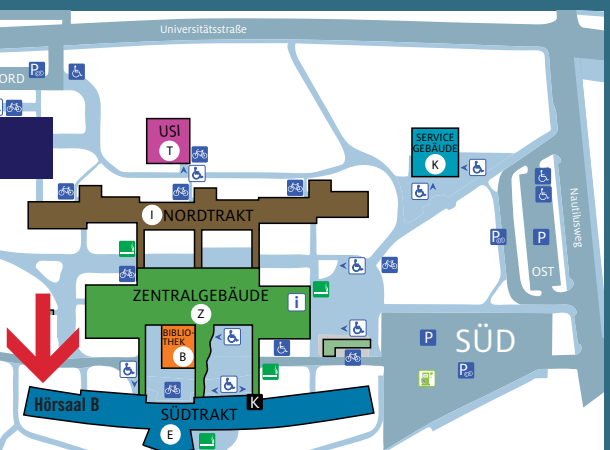 Universitätsstraße
ORD
P
USI
T
SERVICE
GEBÄUDE
K
I NORDTRAKT
Nautilusweg
P
P
OST
ZENTRALGEBÄUDE
i
Z
BIBLIO-
THEK
B
P
SÜD
P
Hörsaal B
SÜDTRAKT
K
E